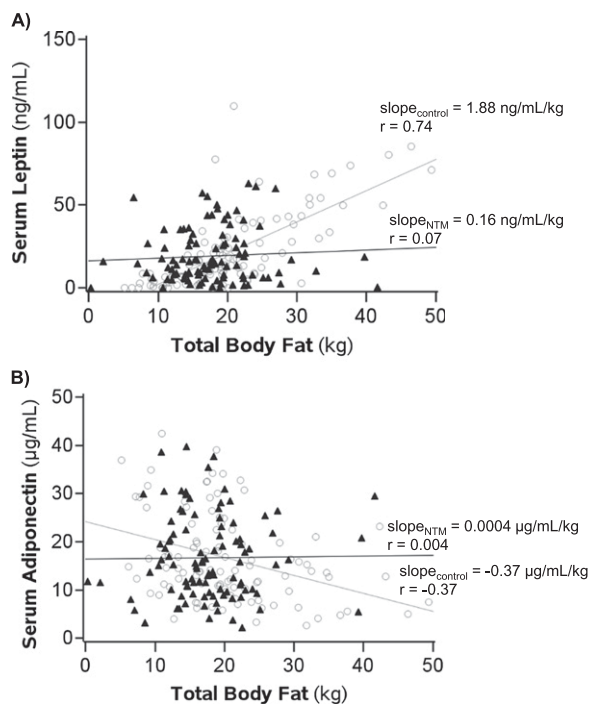 A)
150
100
50
0
Serum Leptin (ng/mL)
slopecontrol = 1.88 ng/mL/kg
r = 0.74
slopeNTM = 0.16 ng/mL/kg
r = 0.07
0 10 20 30 40 50
Total Body Fat (kg)
B)
50
40
30
20
10
0
Serum Adiponectin (µg/mL)
slopeNTM = 0.0004 µg/mL/kg
r = 0.004
slopecontrol = -0.37 µg/mL/kg
r = -0.37
0 10 20 30 40 50
Total Body Fat (kg)